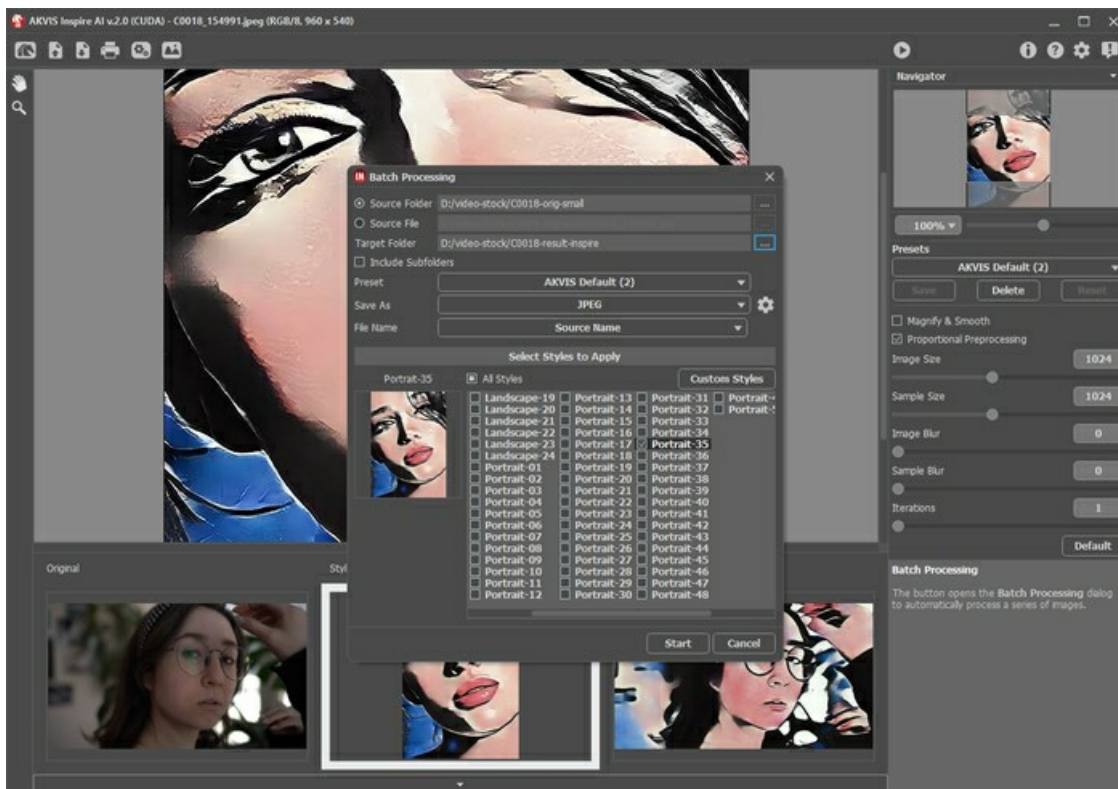 AKVIS Inspire AI v.2.0 (CUDA) - C0018_154991.jpeg (RGB/8, 960 x 540)
Navigator
100%
Presets
AKVIS Default (2)
Save Delete Reset
Magnify & Smooth
Proportional Preprocessing
Image Size 1024
Sample Size 1024
Image Blur 0
Sample Blur 0
Iterations 1
Default
Batch Processing
The button opens the Batch Processing dialog
to automatically process a series of images.
IN Batch Processing
Source Folder D:/video-stock/C0018-orig-small ...
Source File ...
Target Folder D:/video-stock/C0018-result-inspire ...
Include Subfolders
Preset AKVIS Default (2)
Save As JPEG
File Name Source Name
Select Styles to Apply
Portrait-35 All Styles Custom Styles
Landscape-19 Portrait-13 Portrait-31 Portrait-
Landscape-20 Portrait-14 Portrait-32 Portrait-
Landscape-21 Portrait-15 Portrait-33
Landscape-22 Portrait-16 Portrait-34
Landscape-23 Portrait-17 Portrait-35
Landscape-24 Portrait-18 Portrait-36
Portrait-01 Portrait-19 Portrait-37
Portrait-02 Portrait-20 Portrait-38
Portrait-03 Portrait-21 Portrait-39
Portrait-04 Portrait-22 Portrait-40
Portrait-05 Portrait-23 Portrait-41
Portrait-06 Portrait-24 Portrait-42
Portrait-07 Portrait-25 Portrait-43
Portrait-08 Portrait-26 Portrait-44
Portrait-09 Portrait-27 Portrait-45
Portrait-10 Portrait-28 Portrait-46
Portrait-11 Portrait-29 Portrait-47
Portrait-12 Portrait-30 Portrait-48
Start Cancel
Original Styl